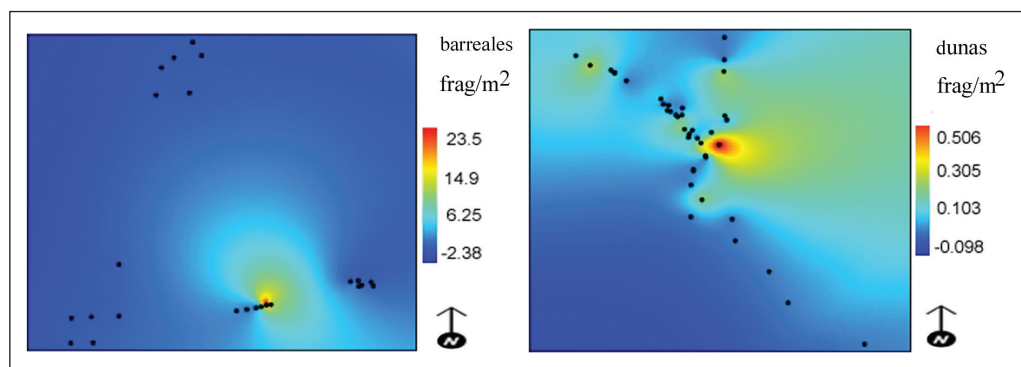 barreales
frag/m2
23.5
14.9
6.25
-2.38
N
dunas
frag/m2
0.506
0.305
0.103
-0.098
N